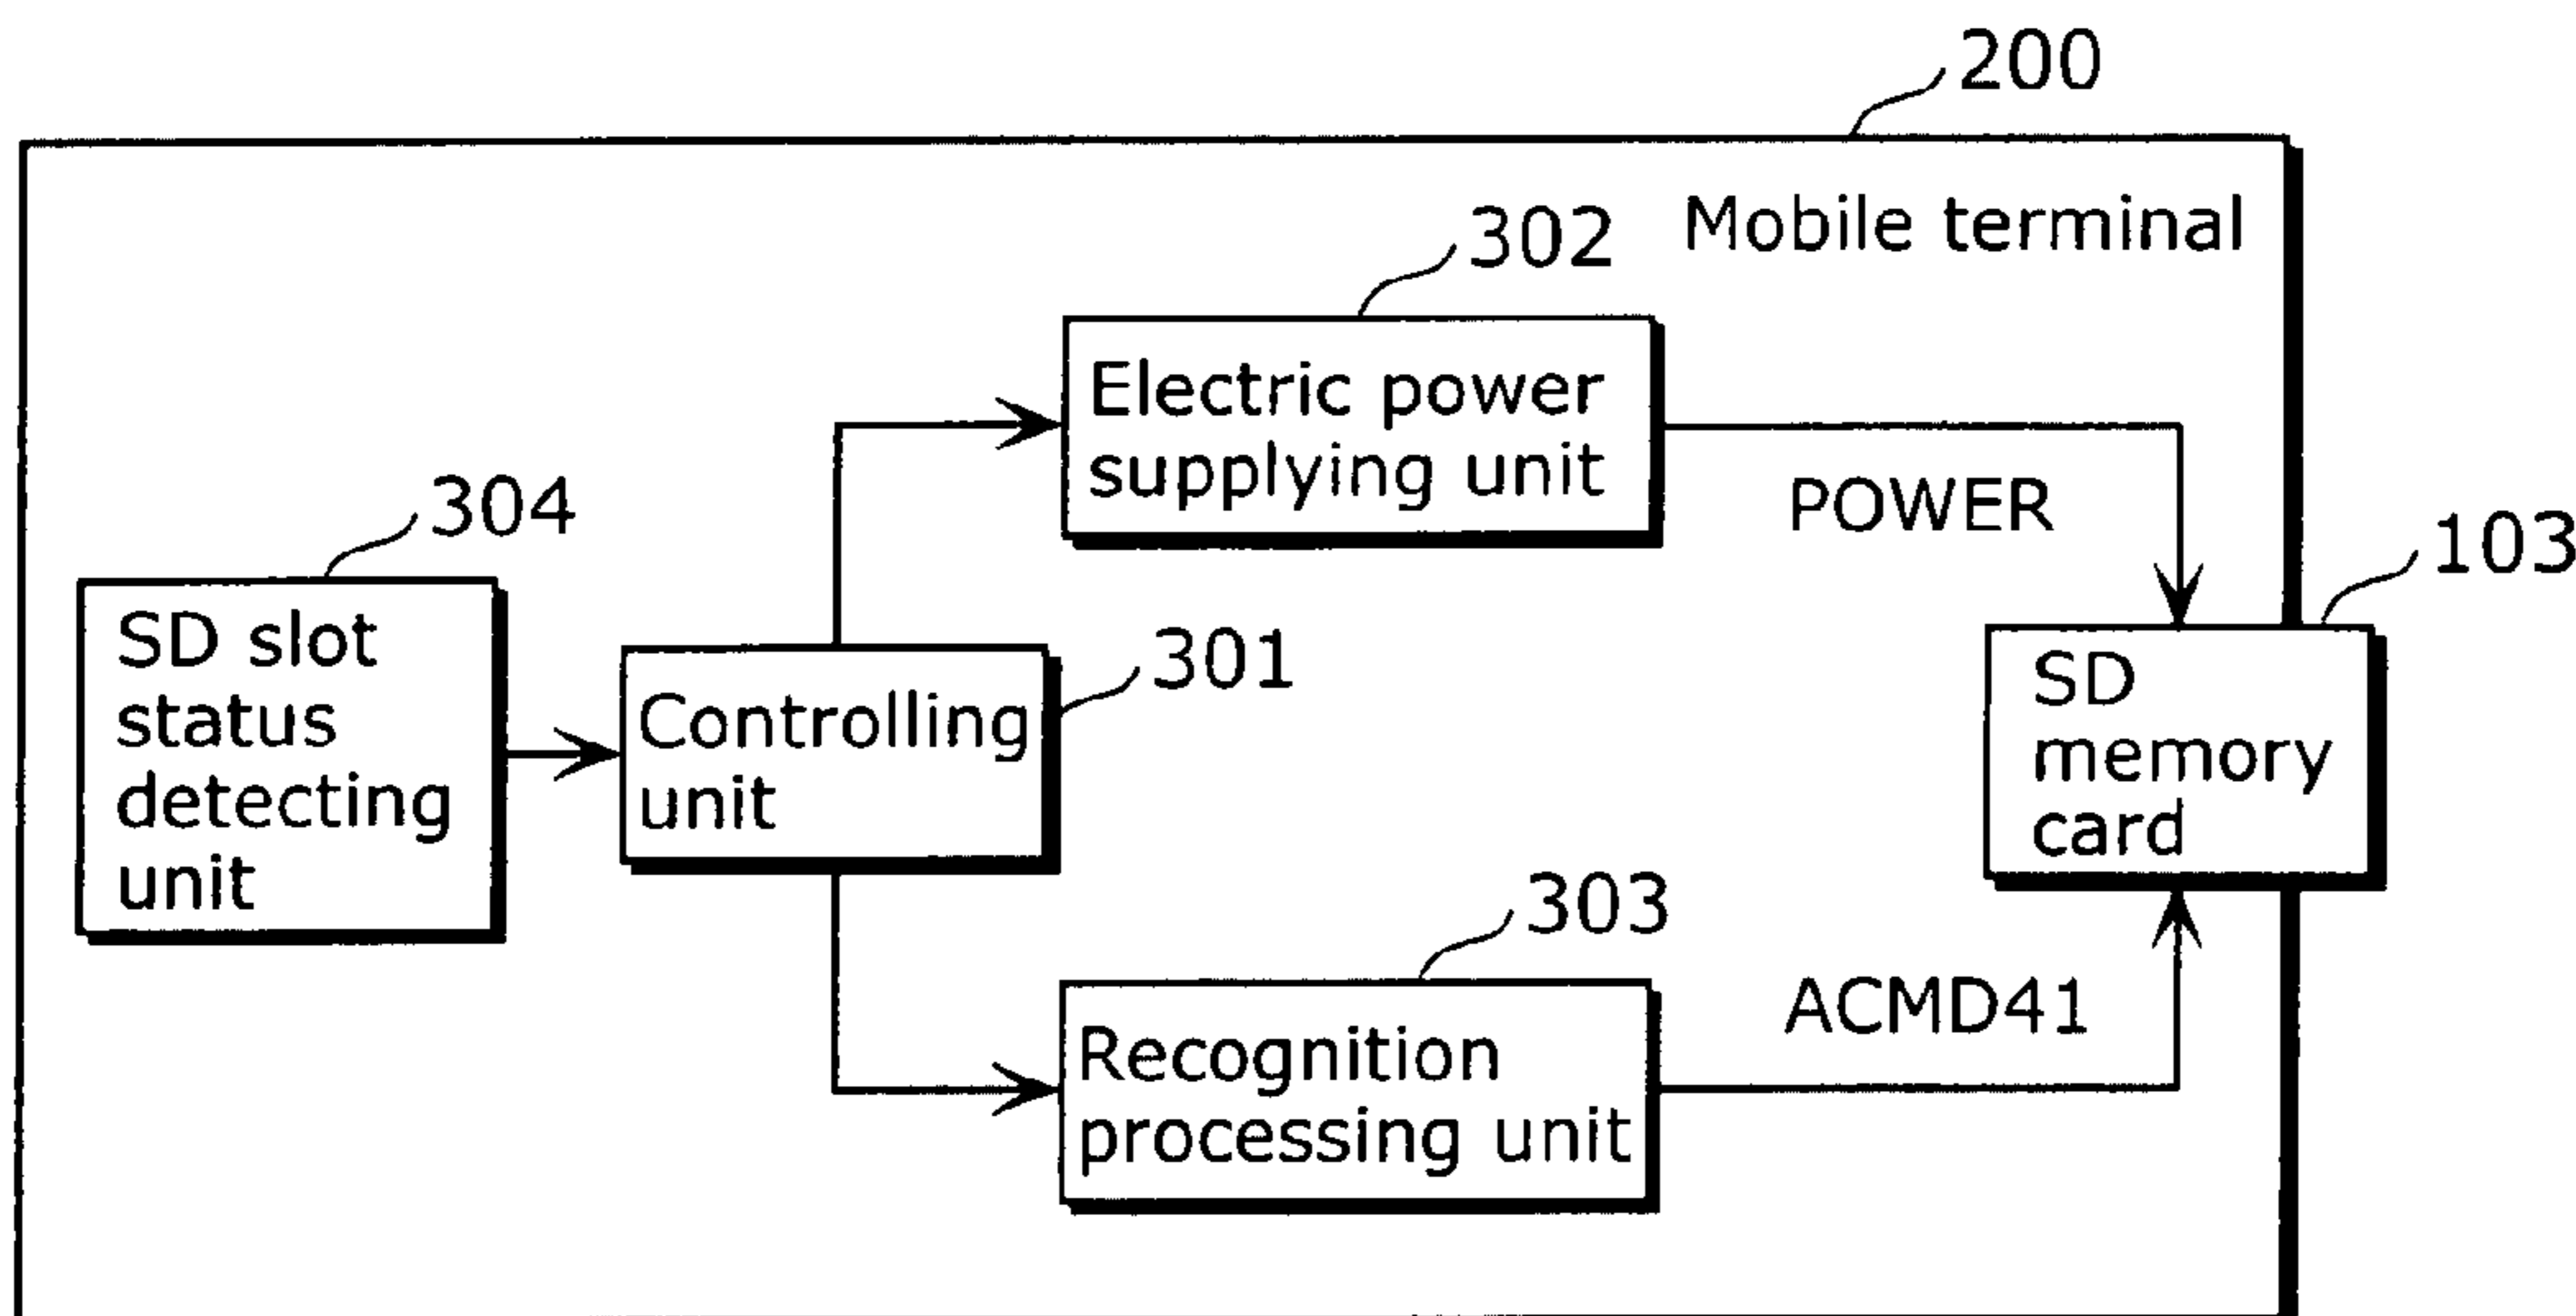 200
Mobile terminal
302
Electric power
supplying unit
POWER
304
SD slot
status
detecting
unit
301
Controlling
unit
103
SD
memory
card
303
Recognition
processing unit
ACMD41